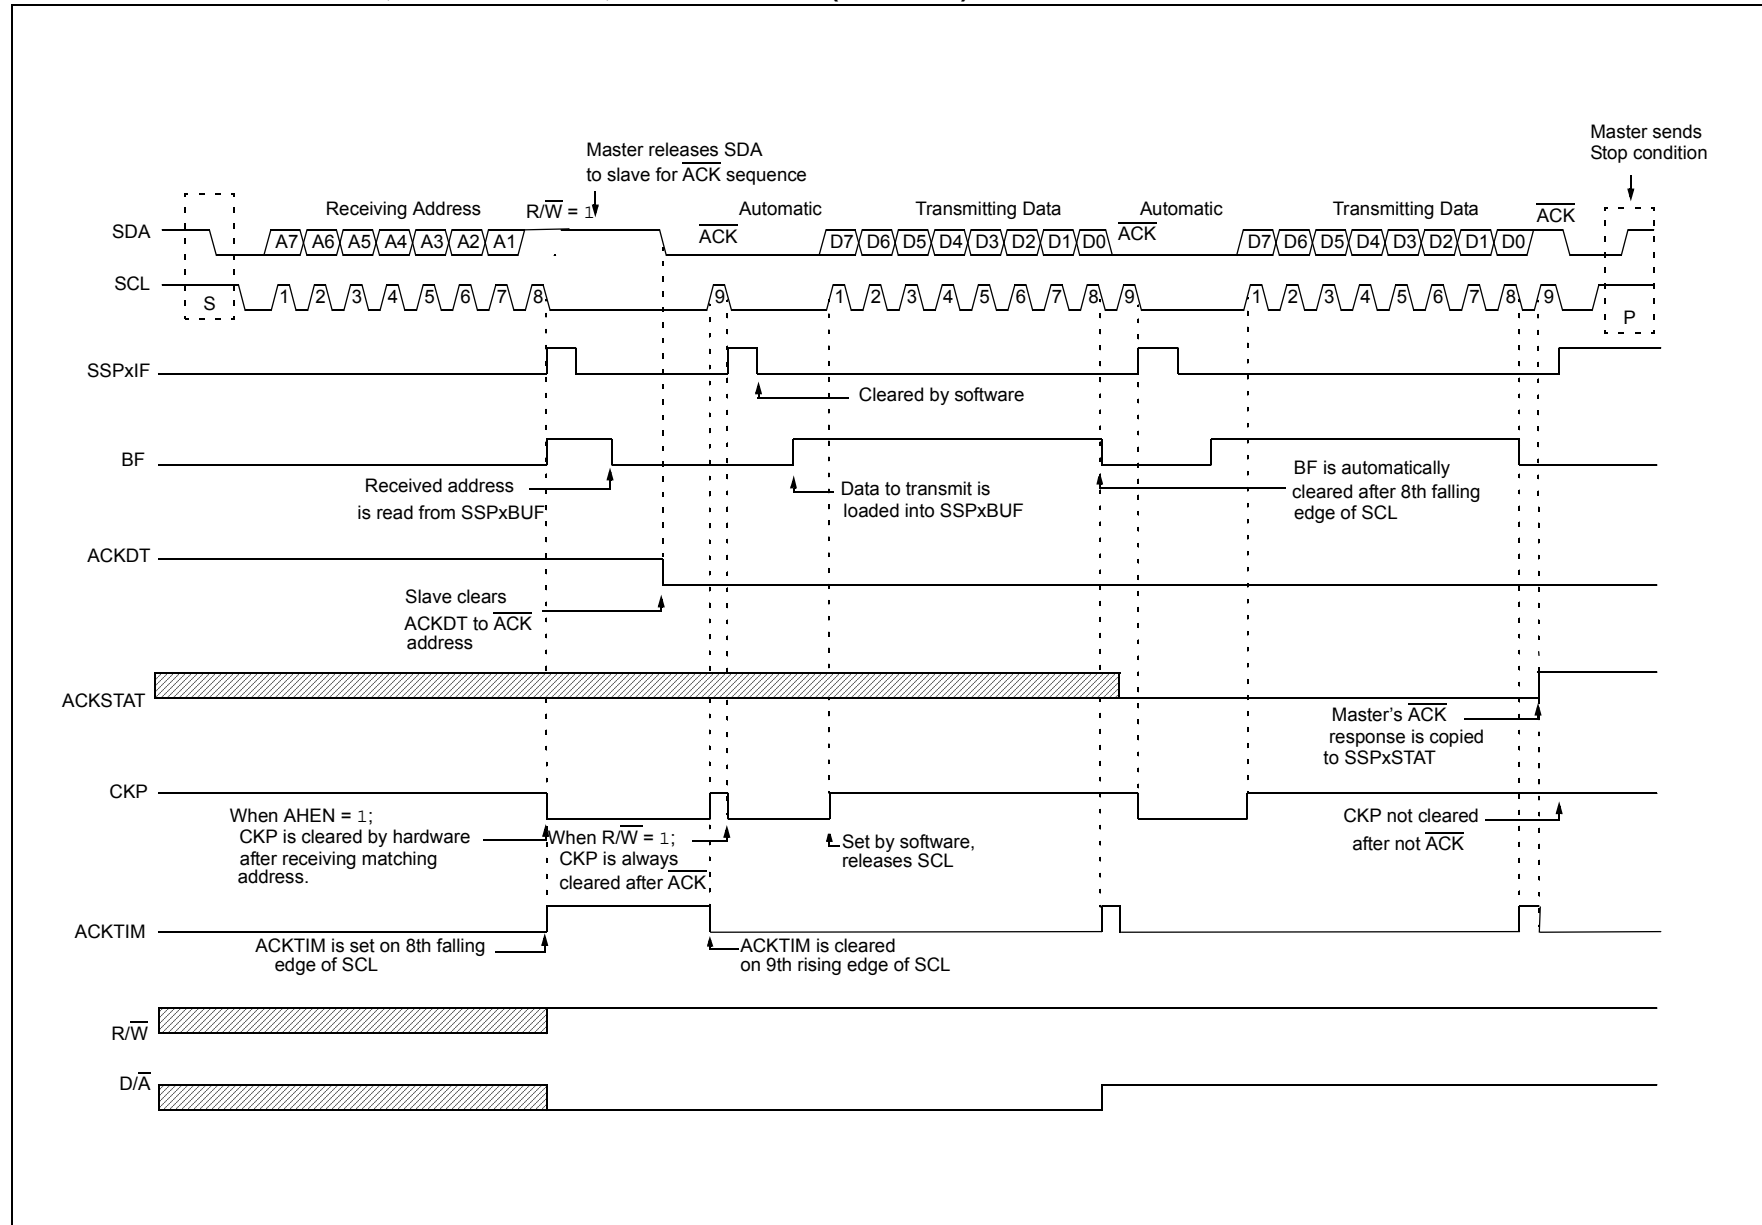 Master sends
Stop condition
Master releases SDA
to slave for ACK sequence
Receiving Address
R/W = 1
Automatic
Transmitting Data
Automatic
Transmitting Data
ACK
SDA
A7 A6 A5 A4 A3 A2 A1
ACK
D7 D6 D5 D4 D3 D2 D1 D0
ACK
D7 D6 D5 D4 D3 D2 D1 D0
SCL
S
1 2 3 4 5 6 7 8
9
1 2 3 4 5 6 7 8 9
1 2 3 4 5 6 7 8 9
P
SSPxIF
Cleared by software
BF
Received address
is read from SSPxBUF
Data to transmit is
loaded into SSPxBUF
BF is automatically
cleared after 8th falling
edge of SCL
ACKDT
Slave clears
ACKDT to ACK
address
ACKSTAT
Master's ACK
response is copied
to SSPxSTAT
CKP
When AHEN = 1;
CKP is cleared by hardware
after receiving matching
address.
When R/W = 1;
CKP is always
cleared after ACK
Set by software,
releases SCL
CKP not cleared
after not ACK
ACKTIM
ACKTIM is set on 8th falling
edge of SCL
ACKTIM is cleared
on 9th rising edge of SCL
R/W
D/A